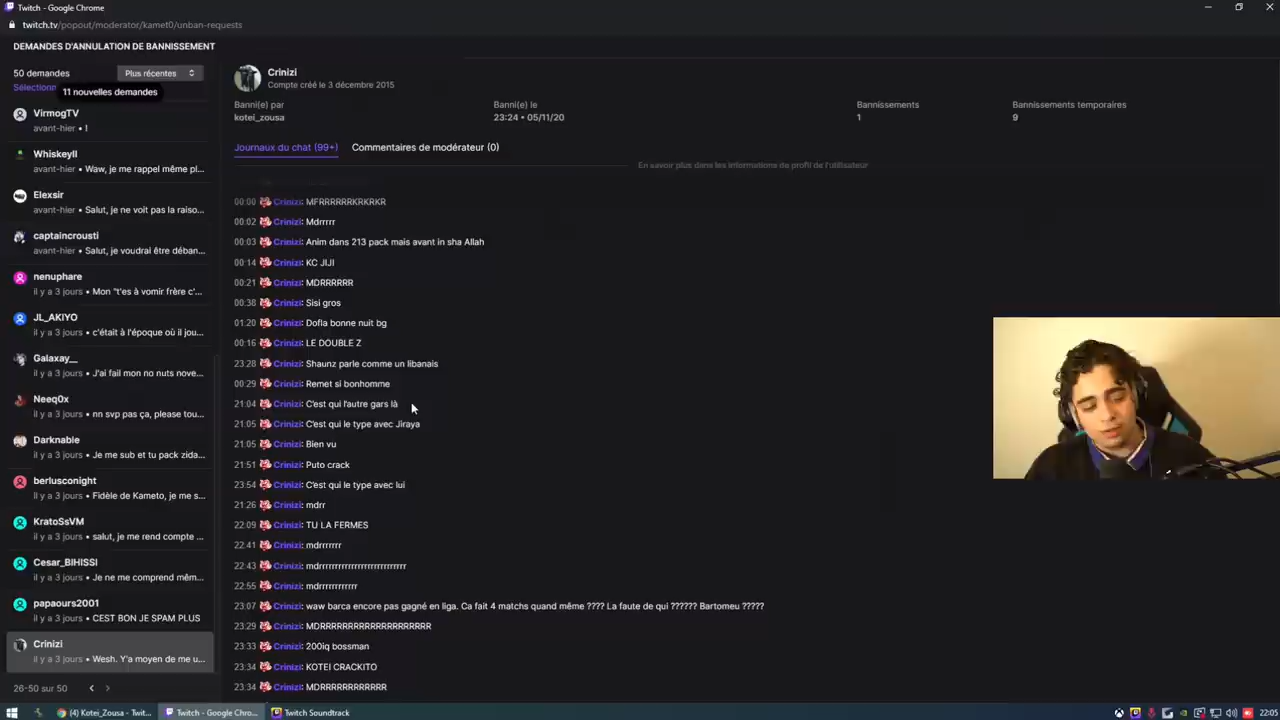 Twitch - Google Chrome
twitch.tv/popout/moderator/kamet0/unban-requests
DEMANDES D'ANNULATION DE BANNISSEMENT
50 demandes
Plus récentes
Sélectionn
11 nouvelles demandes
VirmogTV
avant-hier • 1
Whiskeyll
avant-hier • Waw, je me rappel même pl...
Elexsir
avant-hier • Salut, je ne voit pas la raiso...
captaincrousti
avant-hier • Salut, je voudrai être déban...
nenuphare
il y a 3 jours • Mon "t'es à vomir frère c'...
JL_AKIYO
il y a 3 jours • c'était à l'époque où il jou...
Galaxay__
il y a 3 jours • J'ai fail mon no nuts nove...
Neeq0x
il y a 3 jours • nn svp pas ça, please tou...
Darknable
il y a 3 jours • Je me sub et tu pack zida...
berlusconight
il y a 3 jours • Fidèle de Kameto, je me s...
KratoSsVM
il y a 3 jours • salut, je me rend compte ...
Cesar_BIHISSI
il y a 3 jours • Je ne me comprend mêm...
papaours2001
il y a 3 jours • CEST BON JE SPAM PLUS
Crinizi
il y a 3 jours • Wesh. Y'a moyen de me u...
26-50 sur 50
Crinizi
Compte créé le 3 décembre 2015
Banni(e) par
kotei_zousa
Banni(e) le
23:24 • 05/11/20
Bannissements
1
Bannissements temporaires
9
Journaux du chat (99+)
Commentaires de modérateur (0)
En savoir plus dans les informations de profil de l'utilisateur
00:00 Crinizi: MFRRRRRRKRKRKR
00:02 Crinizi: Mdrrrrr
00:03 Crinizi: Anim dans 213 pack mais avant in sha Allah
00:14 Crinizi: KC JIJI
00:21 Crinizi: MDRRRRRR
00:38 Crinizi: Sisi gros
01:20 Crinizi: Dofla bonne nuit bg
00:16 Crinizi: LE DOUBLE Z
23:28 Crinizi: Shaunz parle comme un libanais
00:29 Crinizi: Remet si bonhomme
21:04 Crinizi: C'est qui l'autre gars là
21:05 Crinizi: C'est qui le type avec Jiraya
21:05 Crinizi: Bien vu
21:51 Crinizi: Puto crack
23:54 Crinizi: C'est qui le type avec lui
21:26 Crinizi: mdrr
22:09 Crinizi: TU LA FERMES
22:41 Crinizi: mdrrrrrrr
22:43 Crinizi: mdrrrrrrrrrrrrrrrrrrrrrrrrr
22:55 Crinizi: mdrrrrrrrrrrr
23:07 Crinizi: waw barca encore pas gagné en liga. Ca fait 4 matchs quand même ???? La faute de qui ?????? Bartomeu ?????
23:29 Crinizi: MDRRRRRRRRRRRRRRRRRRRR
23:33 Crinizi: 200iq bossman
23:34 Crinizi: KOTEI CRACKITO
23:34 Crinizi: MDRRRRRRRRRRRR
(4) Kotei_Zousa - Twit...
Twitch - Google Chro...
Twitch Soundtrack
22:05